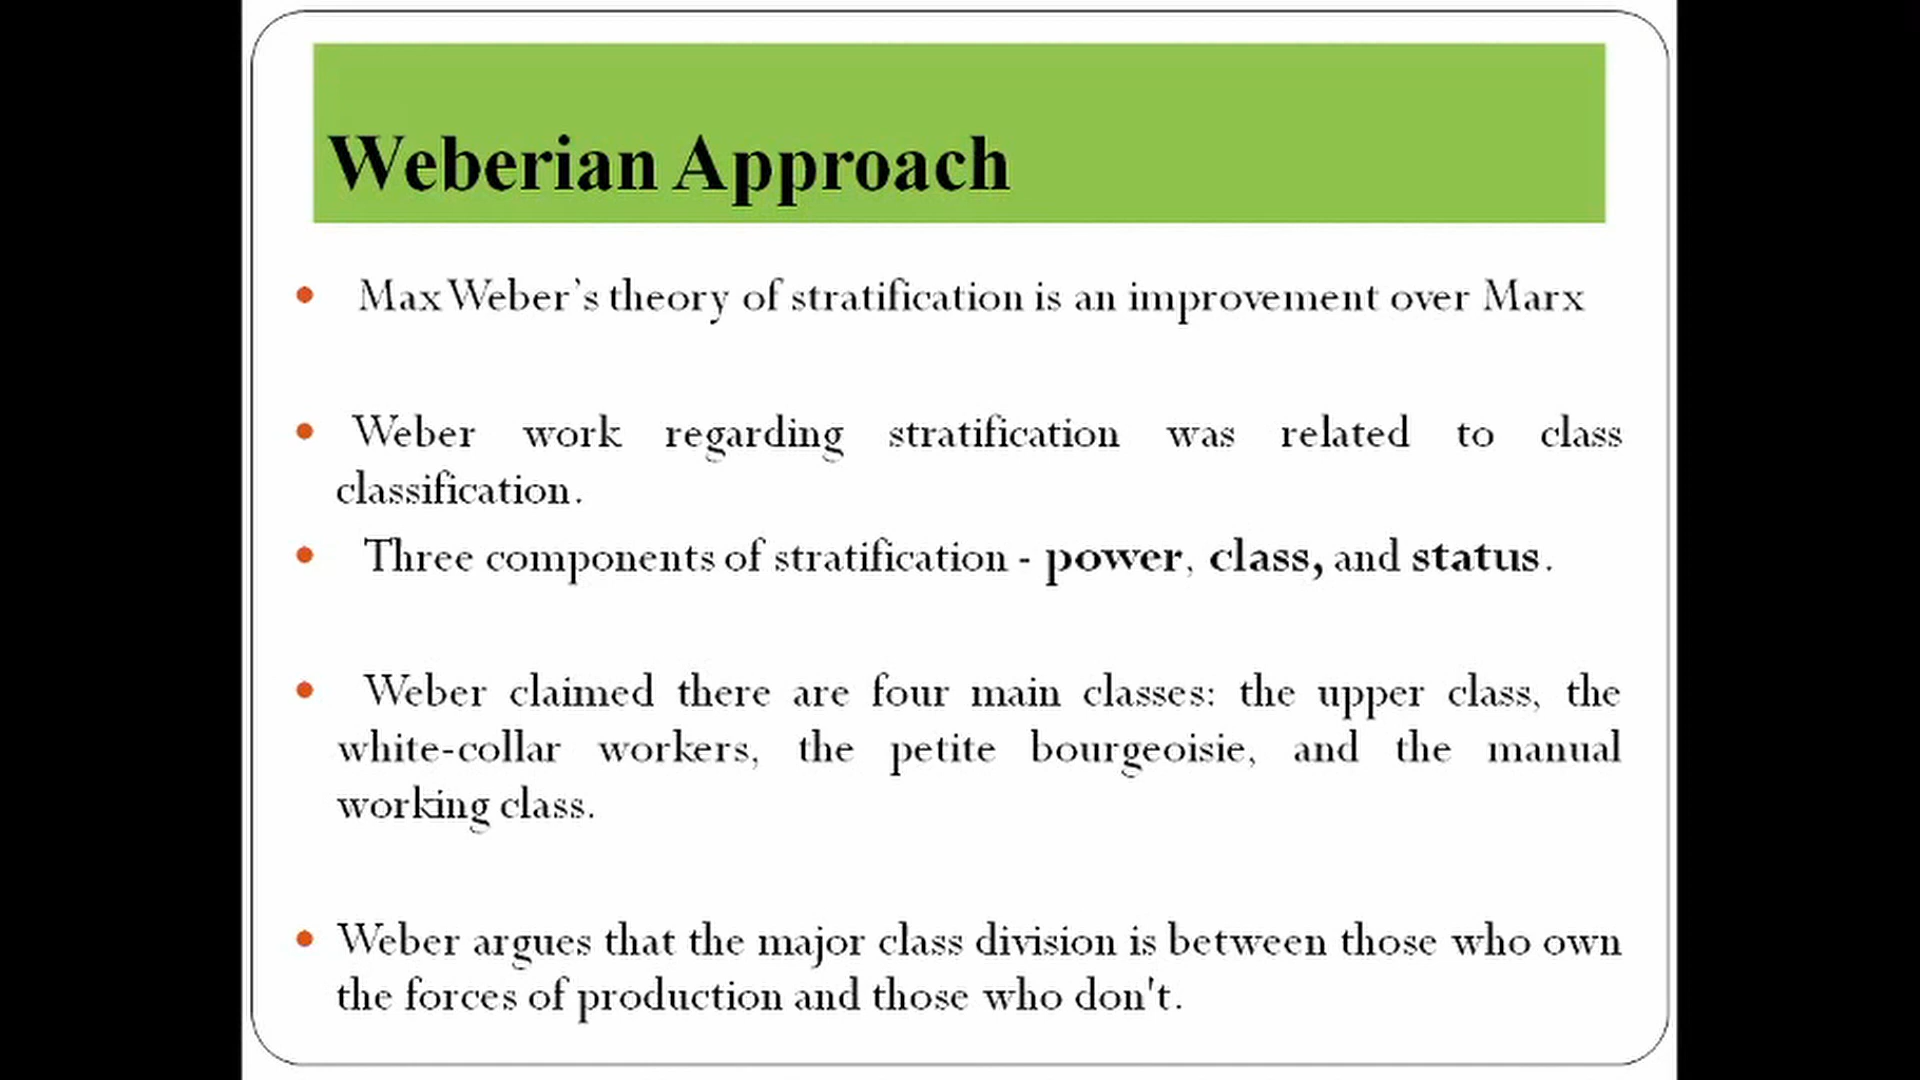 Weberian Approach
• Max Weber's theory of stratification is an improvement over Marx
• Weber work regarding stratification was related to class
classification.
• Three components of stratification - power, class, and status.
• Weber claimed there are four main classes: the upper class, the
white-collar workers, the petite bourgeoisie, and the manual
working class.
• Weber argues that the major class division is between those who own
the forces of production and those who don't.